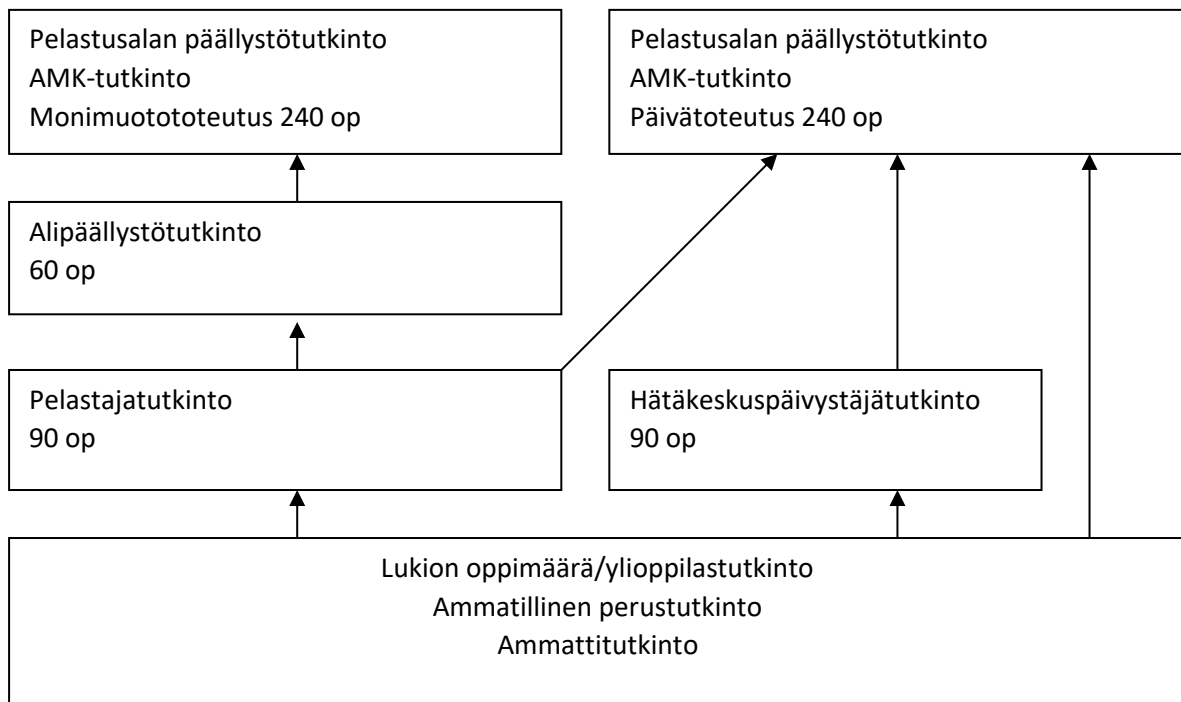 Pelastusalan päällystötutkinto
AMK-tutkinto
Monimuotototeutus 240 op
Pelastusalan päällystötutkinto
AMK-tutkinto
Päivätoteutus 240 op
Alipäällystötutkinto
60 op
Pelastajatutkinto
90 op
Hätäkeskuspäivystäjätutkinto
90 op
Lukion oppimäärä/ylioppilastutkinto
Ammatillinen perustutkinto
Ammattitutkinto